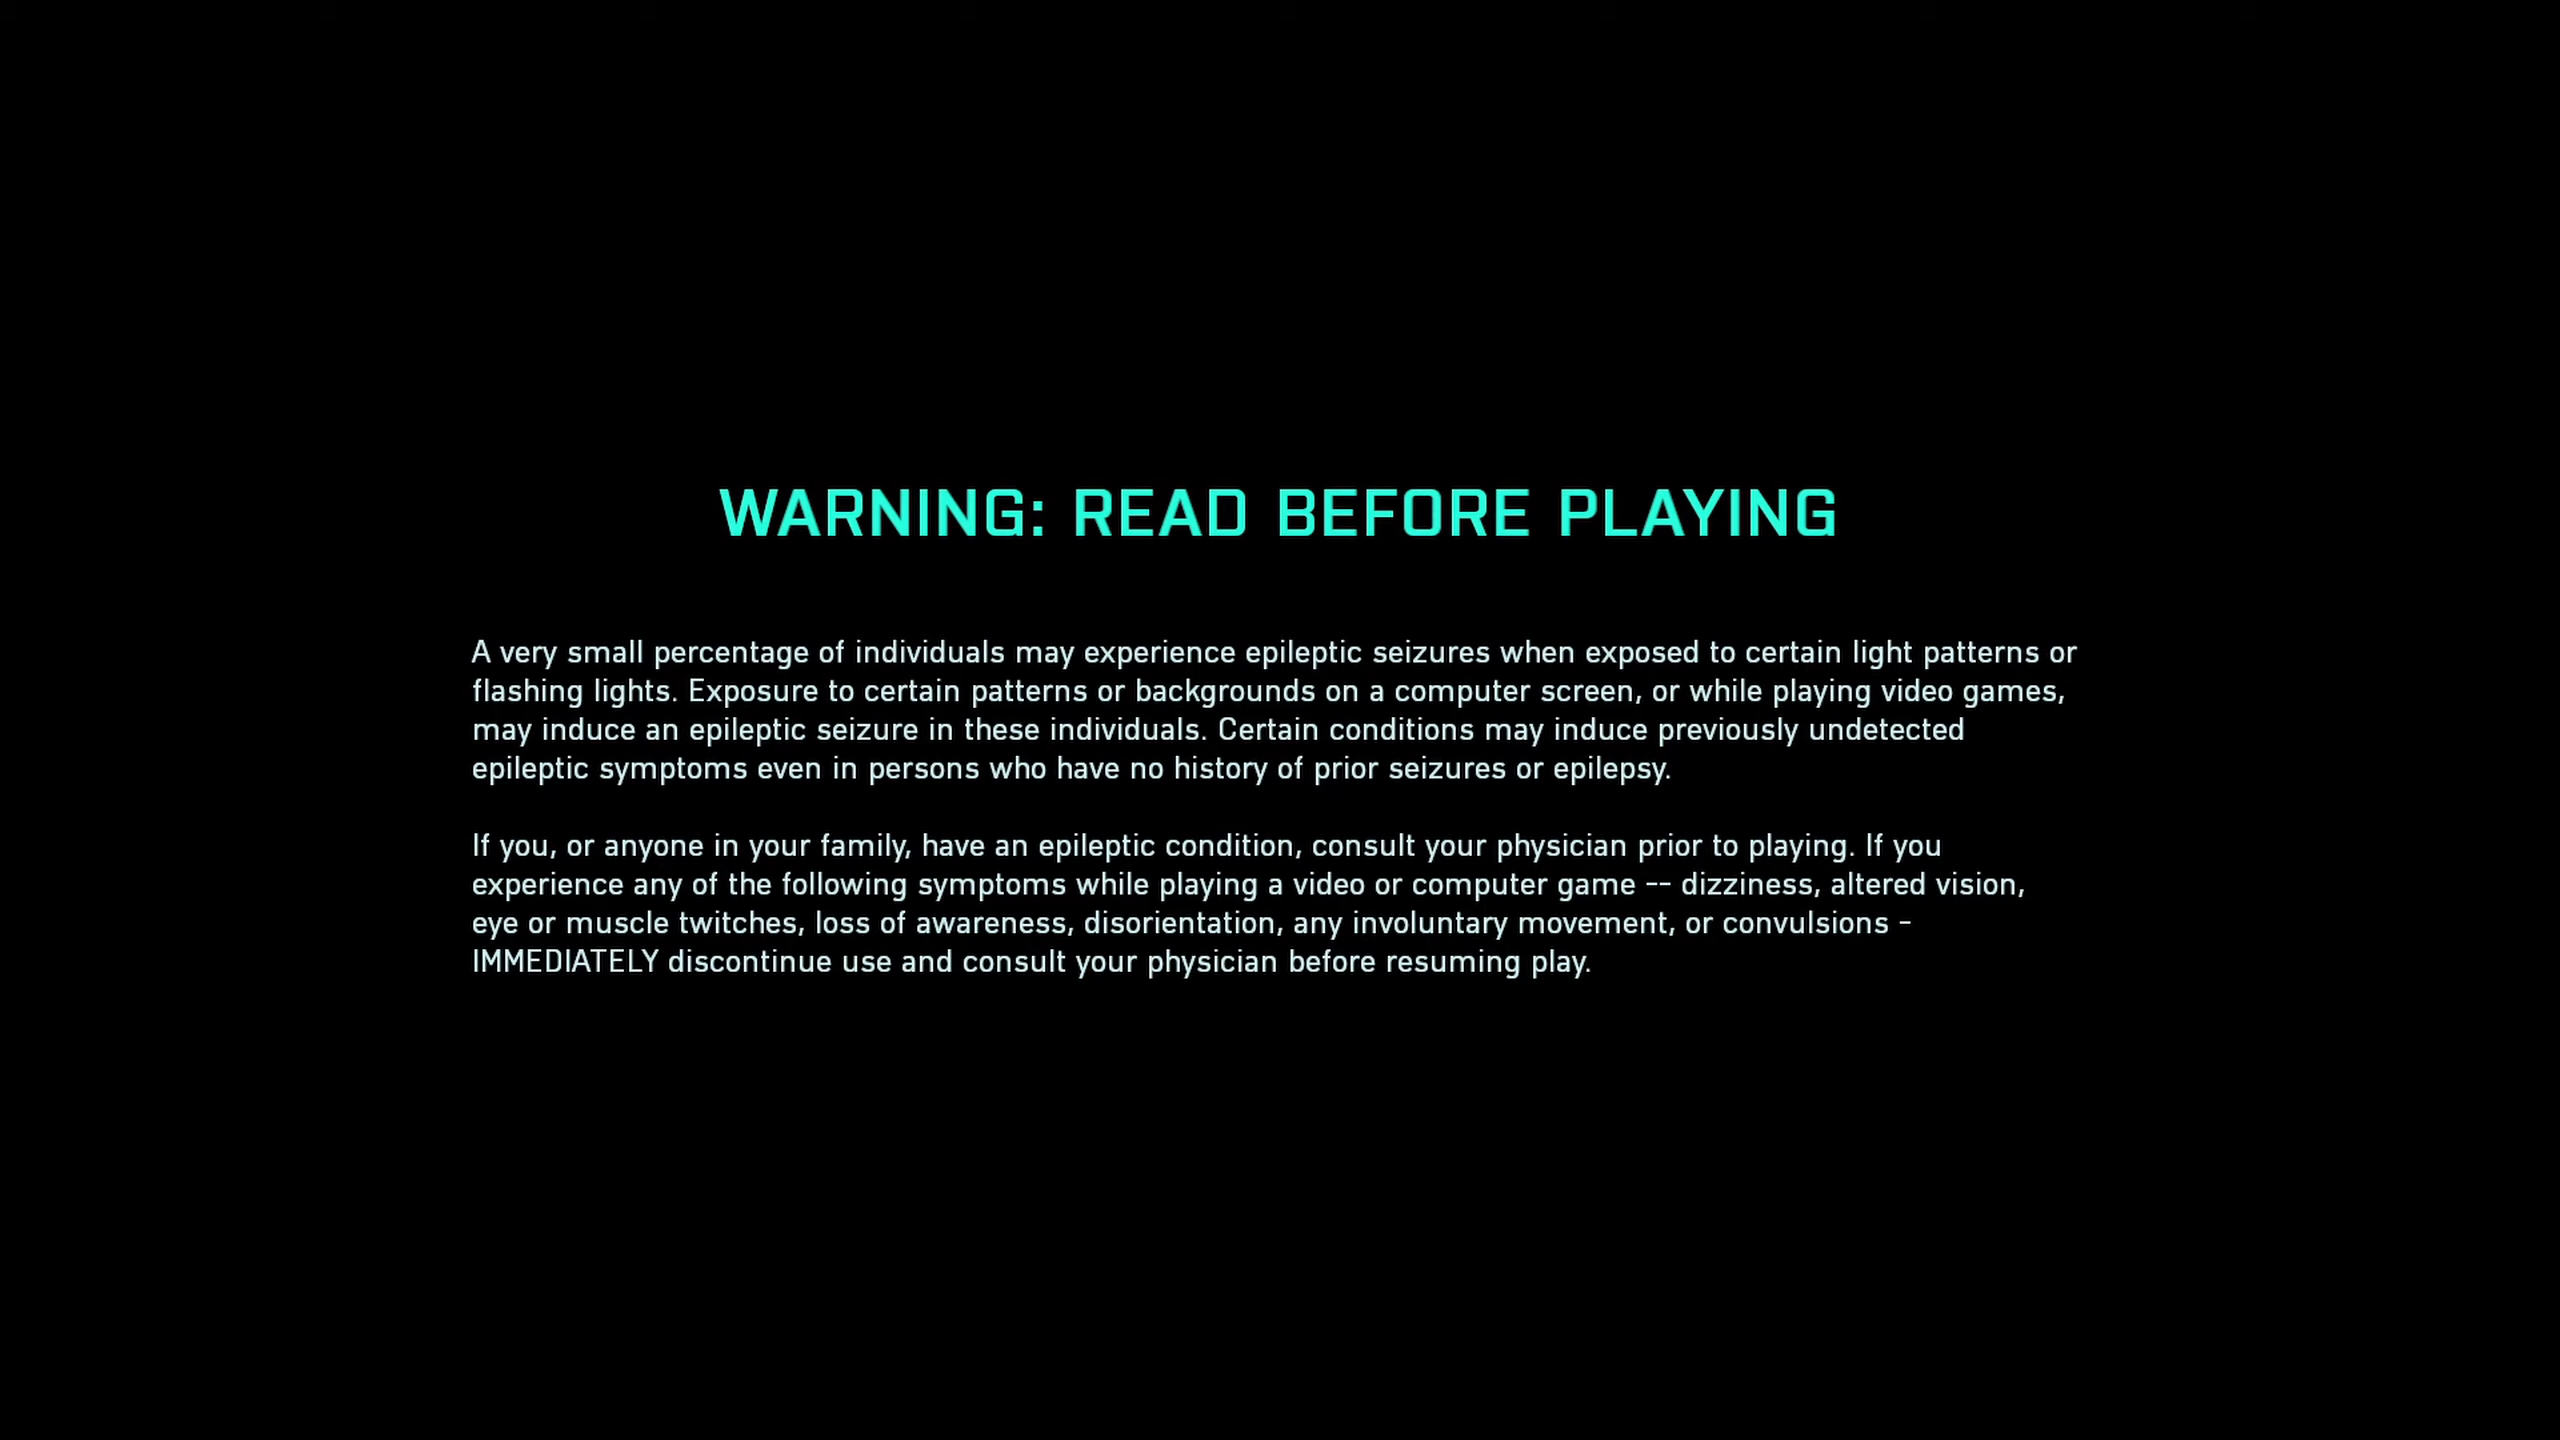 WARNING: READ BEFORE PLAYING
A very small percentage of individuals may experience epileptic seizures when exposed to certain light patterns or
flashing lights. Exposure to certain patterns or backgrounds on a computer screen, or while playing video games,
may induce an epileptic seizure in these individuals. Certain conditions may induce previously undetected
epileptic symptoms even in persons who have no history of prior seizures or epilepsy.
If you, or anyone in your family, have an epileptic condition, consult your physician prior to playing. If you
experience any of the following symptoms while playing a video or computer game -- dizziness, altered vision,
eye or muscle twitches, loss of awareness, disorientation, any involuntary movement, or convulsions -
IMMEDIATELY discontinue use and consult your physician before resuming play.